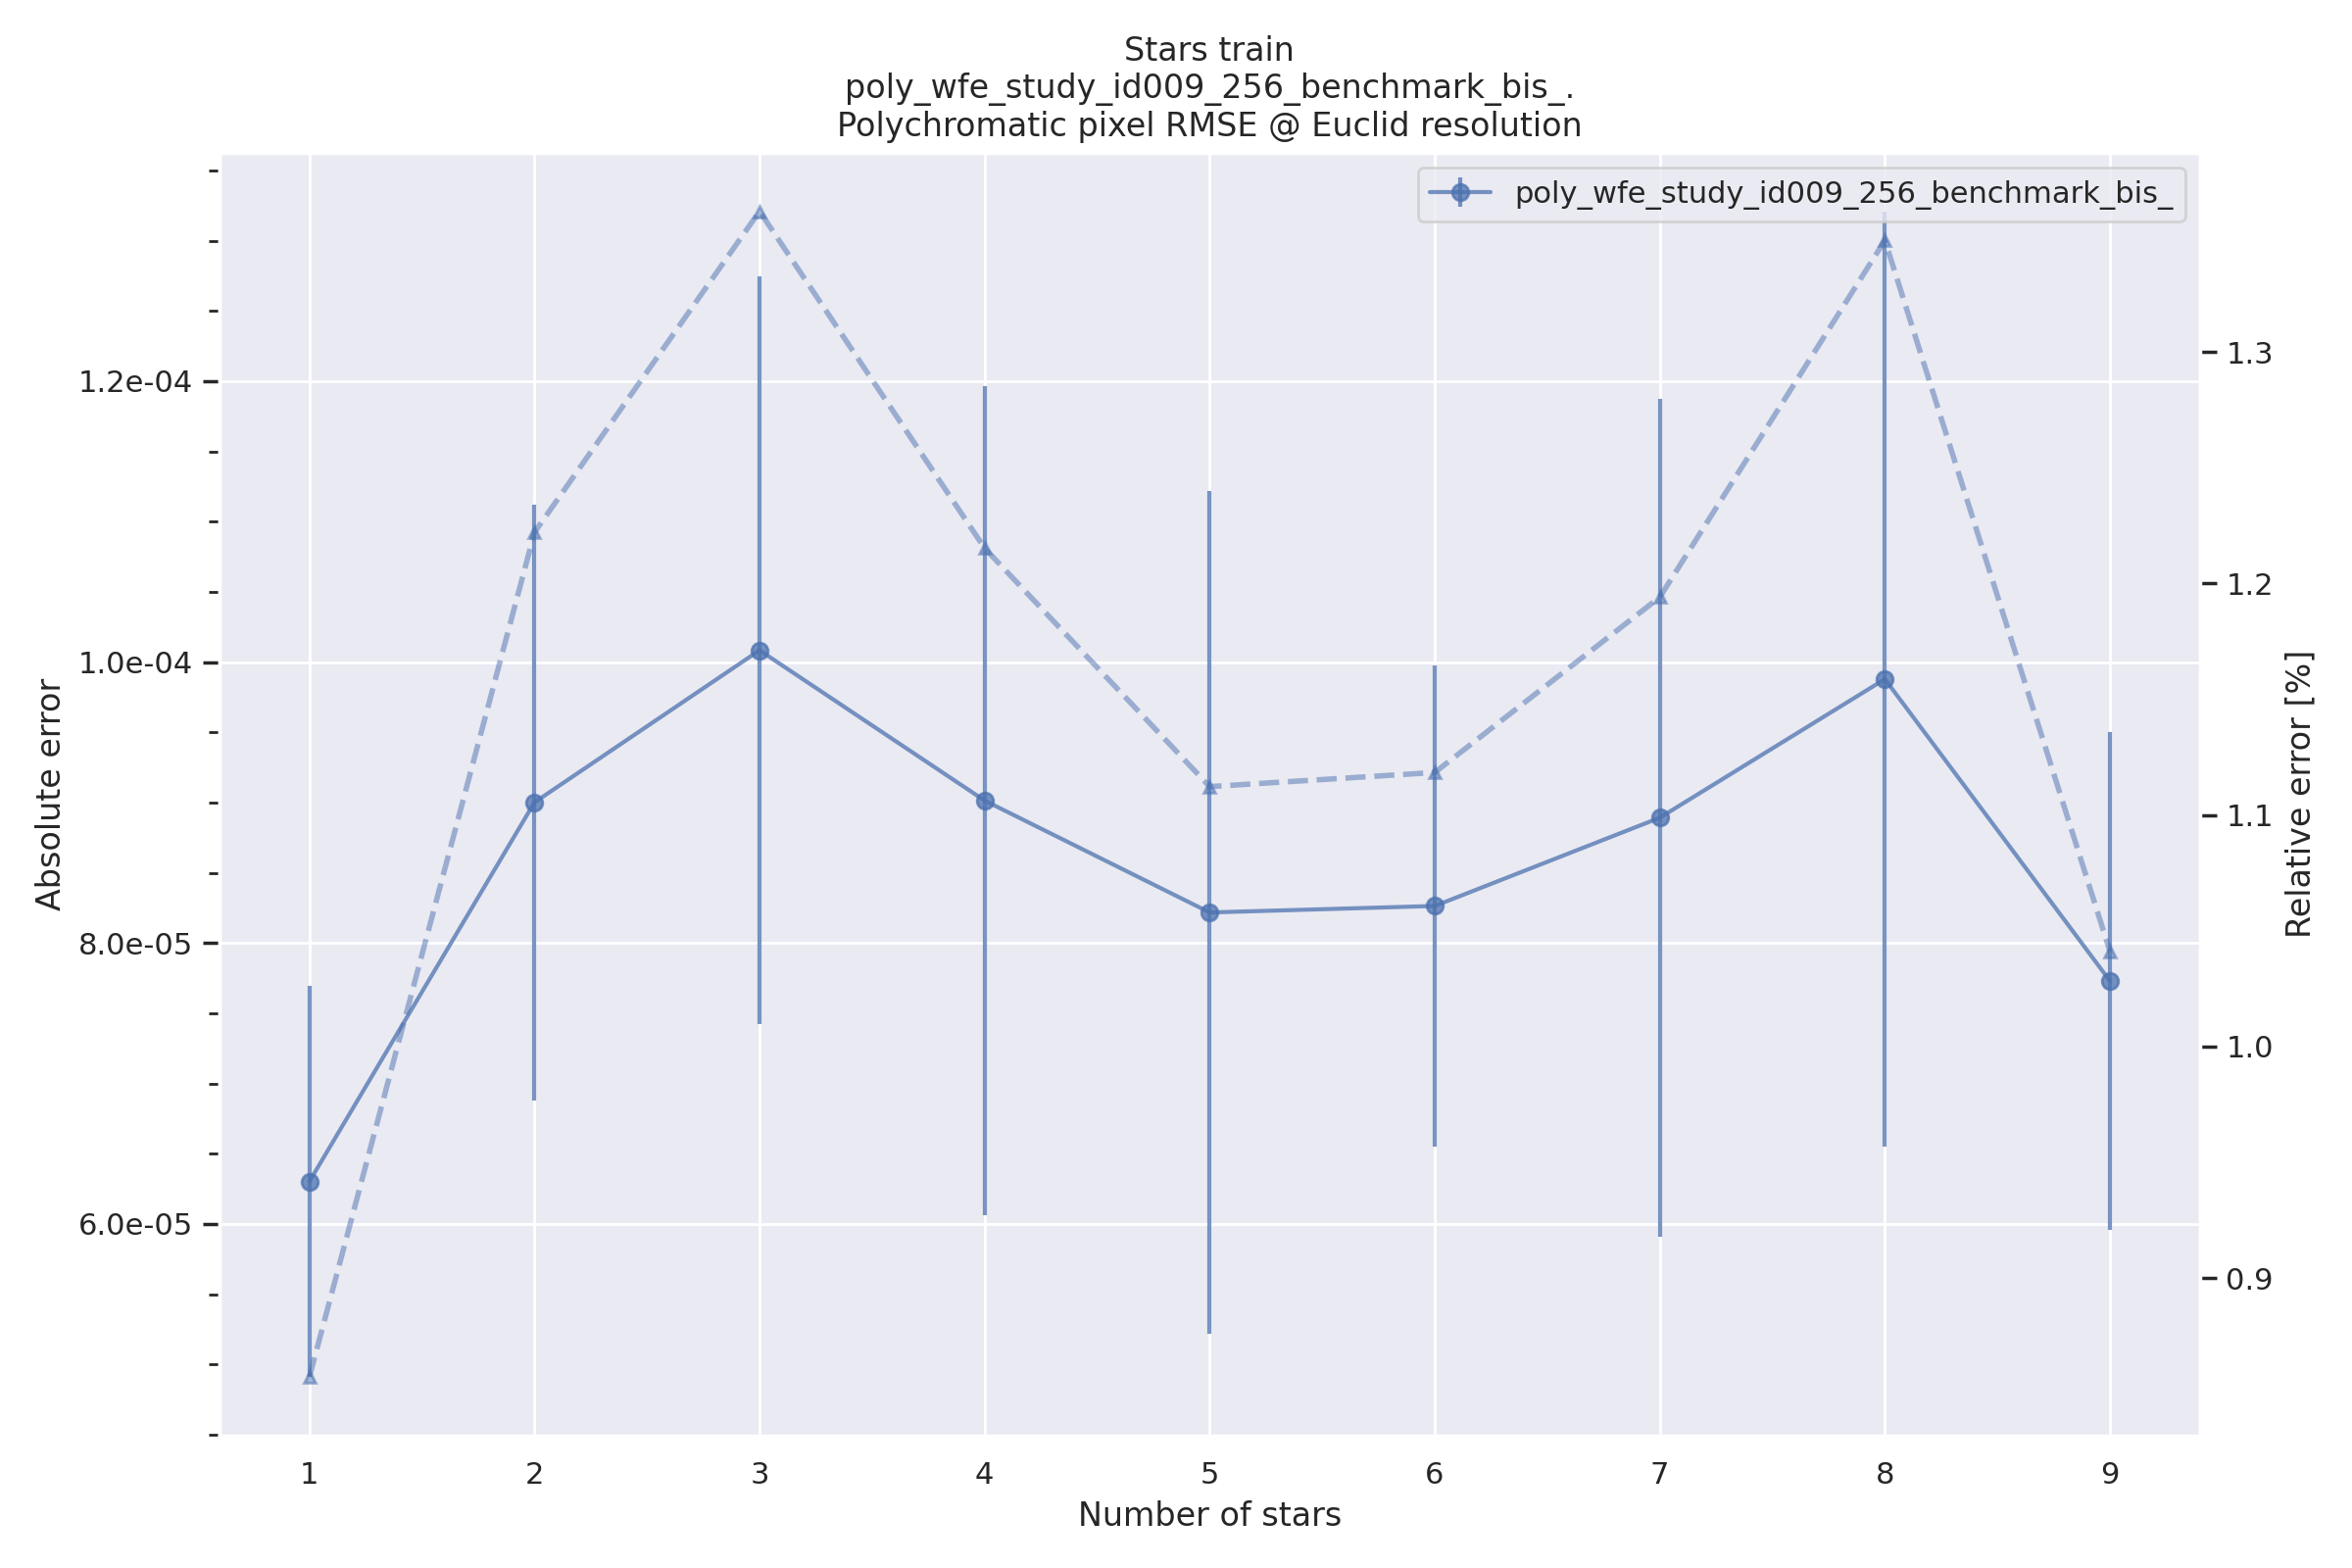 Stars train
poly_wfe_study_id009_256_benchmark_bis_.
Polychromatic pixel RMSE @ Euclid resolution
poly_wfe_study_id009_256_benchmark_bis_
Absolute error
1.2e-04
1.0e-04
8.0e-05
6.0e-05
1.3
1.2
1.1
1.0
0.9
Relative error [%]
1 2 3 4 5 6 7 8 9
Number of stars